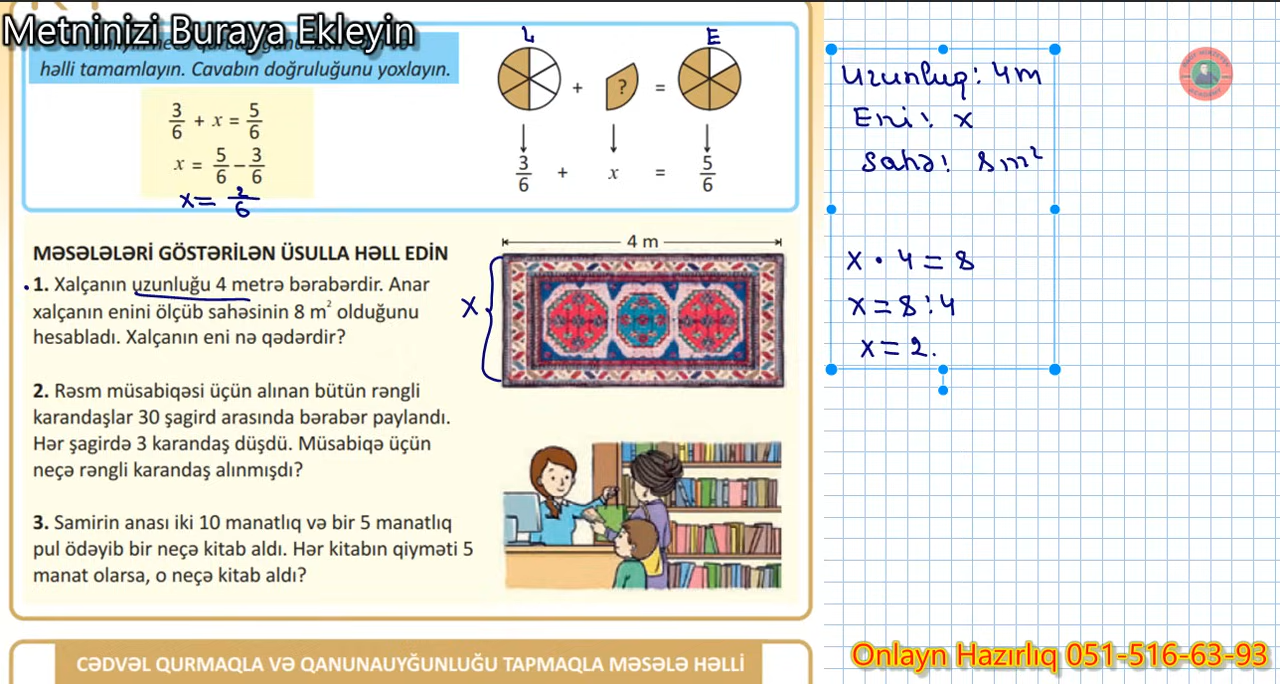 Metninizi Buraya Ekleyin
həlli tamamlayın. Cavabın doğruluğunu yoxlayın.
3/6 + x = 5/6
x = 5/6 − 3/6
x = 2/6
L
E
+ ? =
3/6 + x = 5/6
MƏSƏLƏLƏRİ GÖSTƏRİLƏN ÜSULLA HƏLL EDİN
1. Xalçanın uzunluğu 4 metrə bərabərdir. Anar
xalçanın enini ölçüb sahəsinin 8 m² olduğunu
hesabladı. Xalçanın eni nə qədərdir?
4 m
x
2. Rəsm müsabiqəsi üçün alınan bütün rəngli
karandaşlar 30 şagird arasında bərabər paylandı.
Hər şagirdə 3 karandaş düşdü. Müsabiqə üçün
neçə rəngli karandaş alınmışdı?
3. Samirin anası iki 10 manatlıq və bir 5 manatlıq
pul ödəyib bir neçə kitab aldı. Hər kitabın qiyməti 5
manat olarsa, o neçə kitab aldı?
CƏDVƏL QURMAQLA VƏ QANUNAUYĞUNLUĞU TAPMAQLA MƏSƏLƏ HƏLLİ
Uzunluq: 4m
Eni: x
Sahə: 8m²
x · 4 = 8
x = 8 : 4
x = 2.
Onlayn Hazırlıq 051-516-63-93